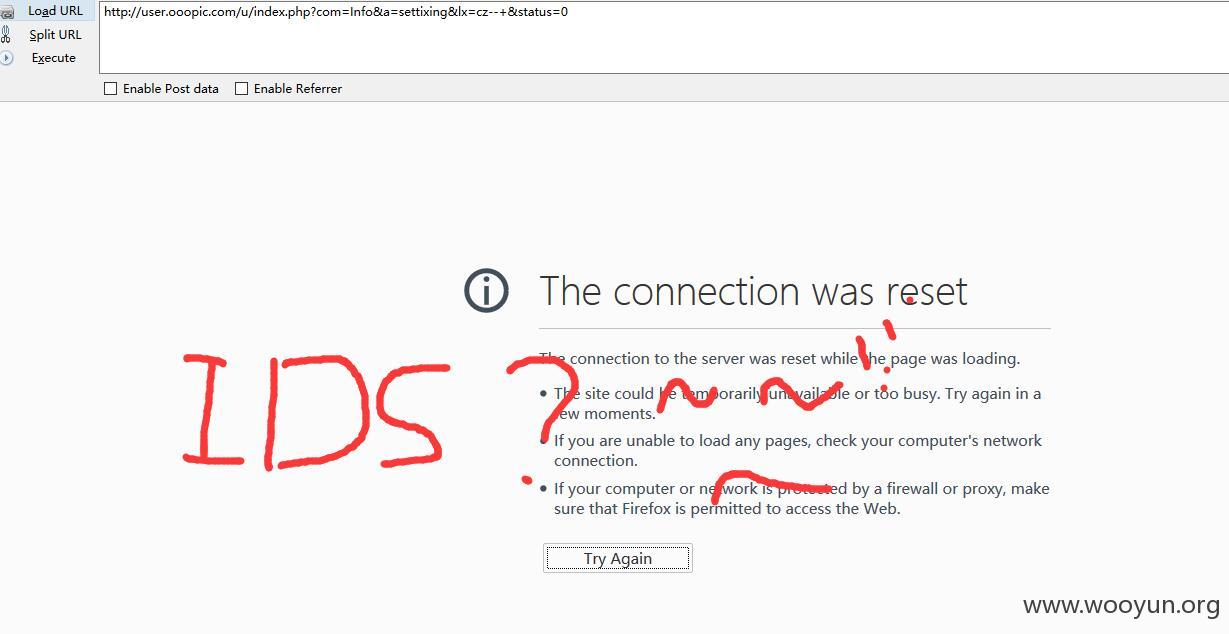 Load URL
http://user.ooopic.com/u/index.php?com=Info&a=settixing&lx=cz--+&status=0
Split URL
Execute
Enable Post data Enable Referrer
The connection was reset
The connection to the server was reset while the page was loading.
The site could be temporarily unavailable or too busy. Try again in a
few moments.
If you are unable to load any pages, check your computer's network
connection.
If your computer or network is protected by a firewall or proxy, make
sure that Firefox is permitted to access the Web.
IDS ? ~~ !!
~
Try Again
www.wooyun.org